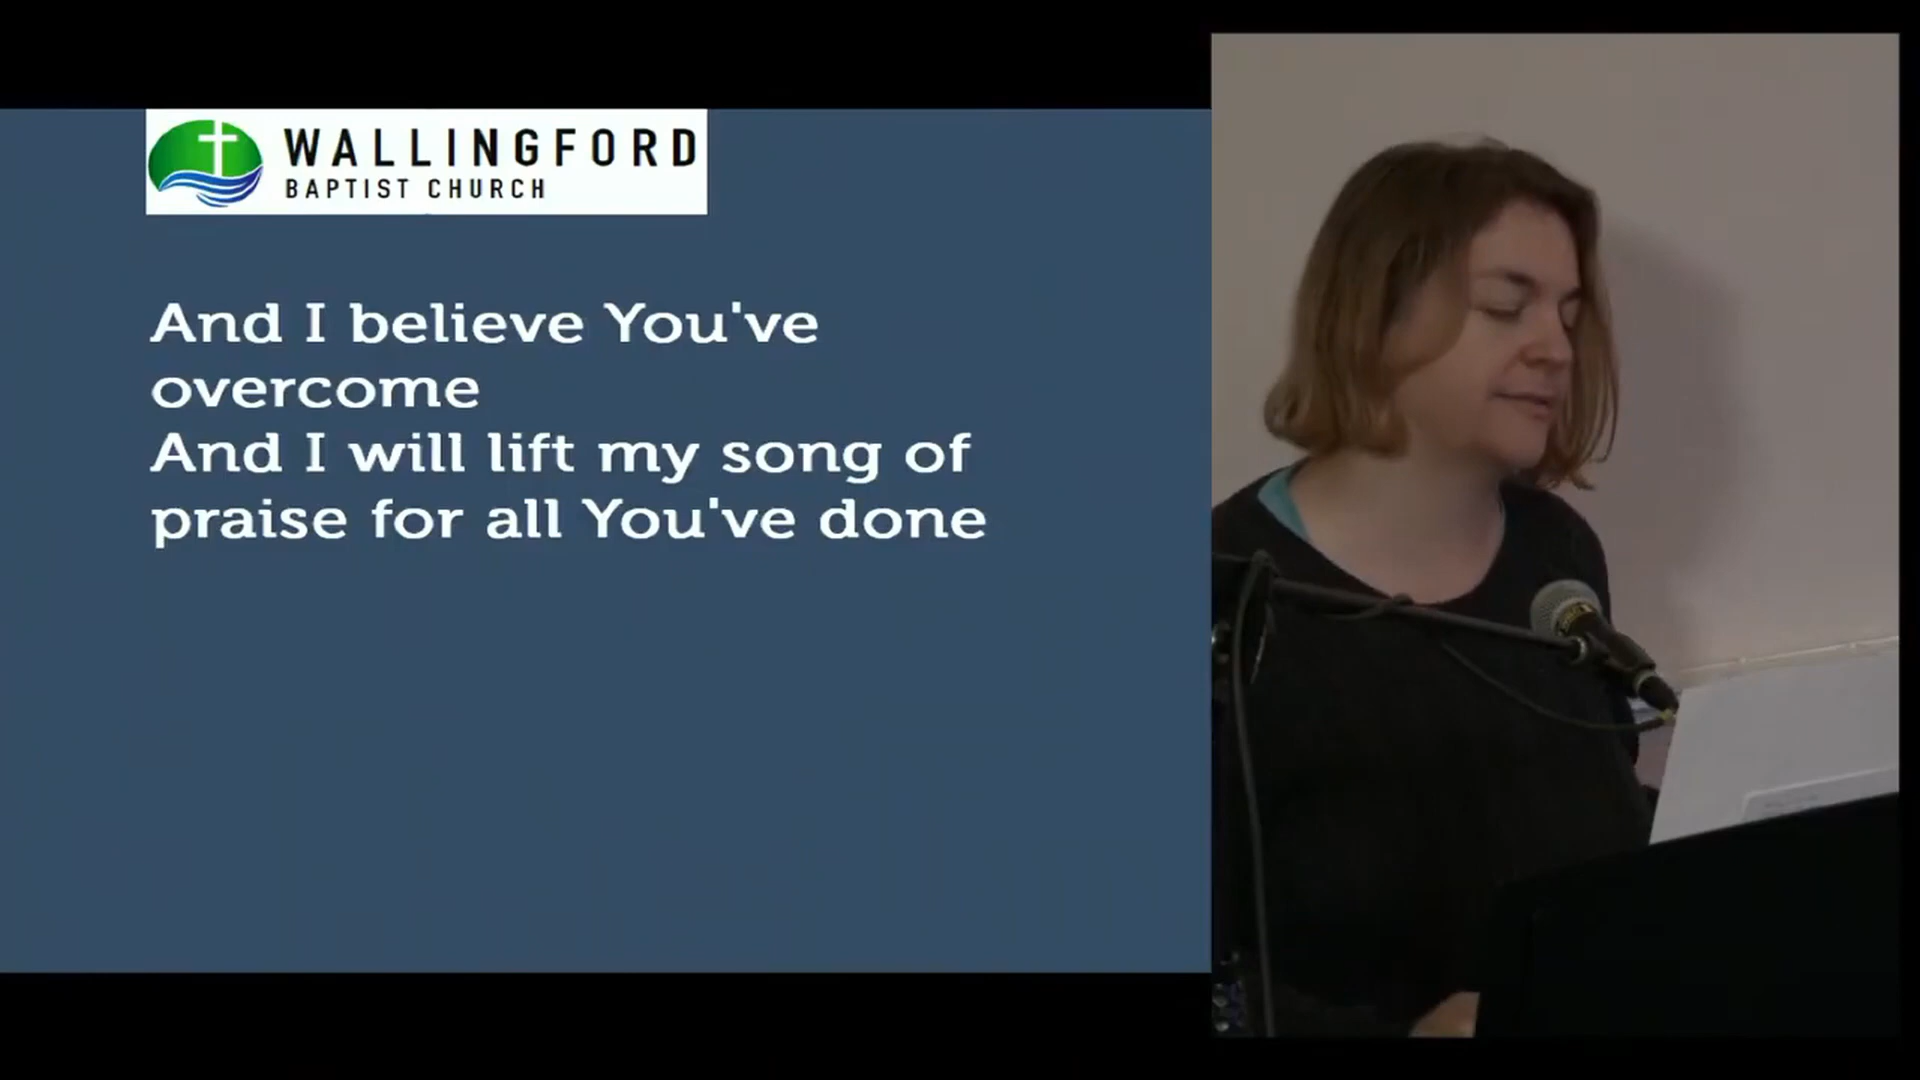 WALLINGFORD
BAPTIST CHURCH
And I believe You've
overcome
And I will lift my song of
praise for all You've done